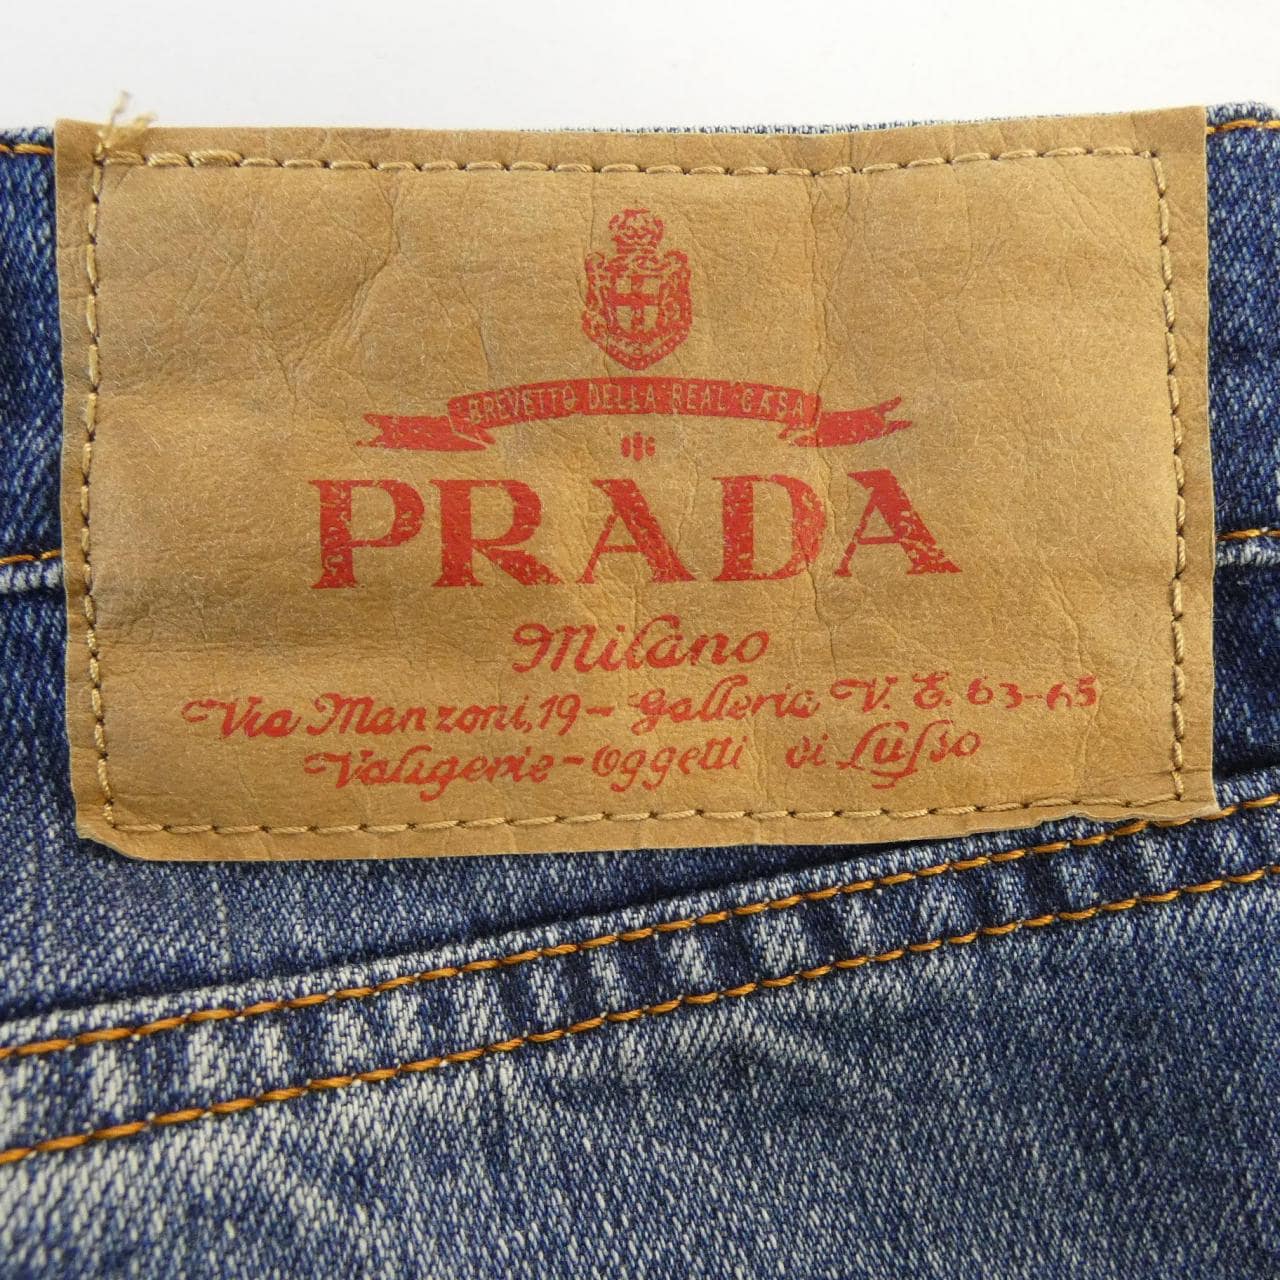 BREVETTO DELLA REAL CASA
PRADA
Milano
Via Manzoni, 19 - Galleria V. E. 63-65
Valigerie - Oggetti di Lusso